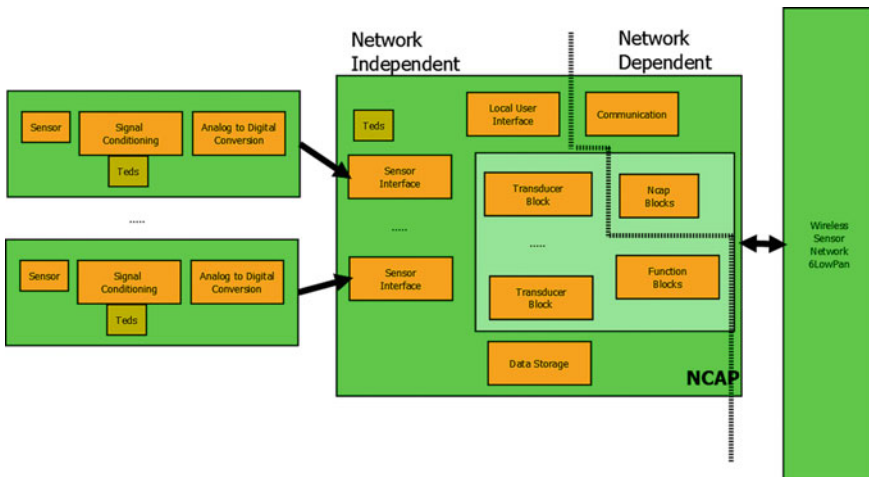 Network
Independent
Network
Dependent
Sensor
Signal
Conditioning
Analog to Digital
Conversion
Teds
.....
Sensor
Signal
Conditioning
Analog to Digital
Conversion
Teds
Teds
Local User
Interface
Communication
Sensor
Interface
.....
Sensor
Interface
Transducer
Block
Ncap
Blocks
.....
Transducer
Block
Function
Blocks
Data Storage
NCAP
Wireless
Sensor
Network
6LowPan